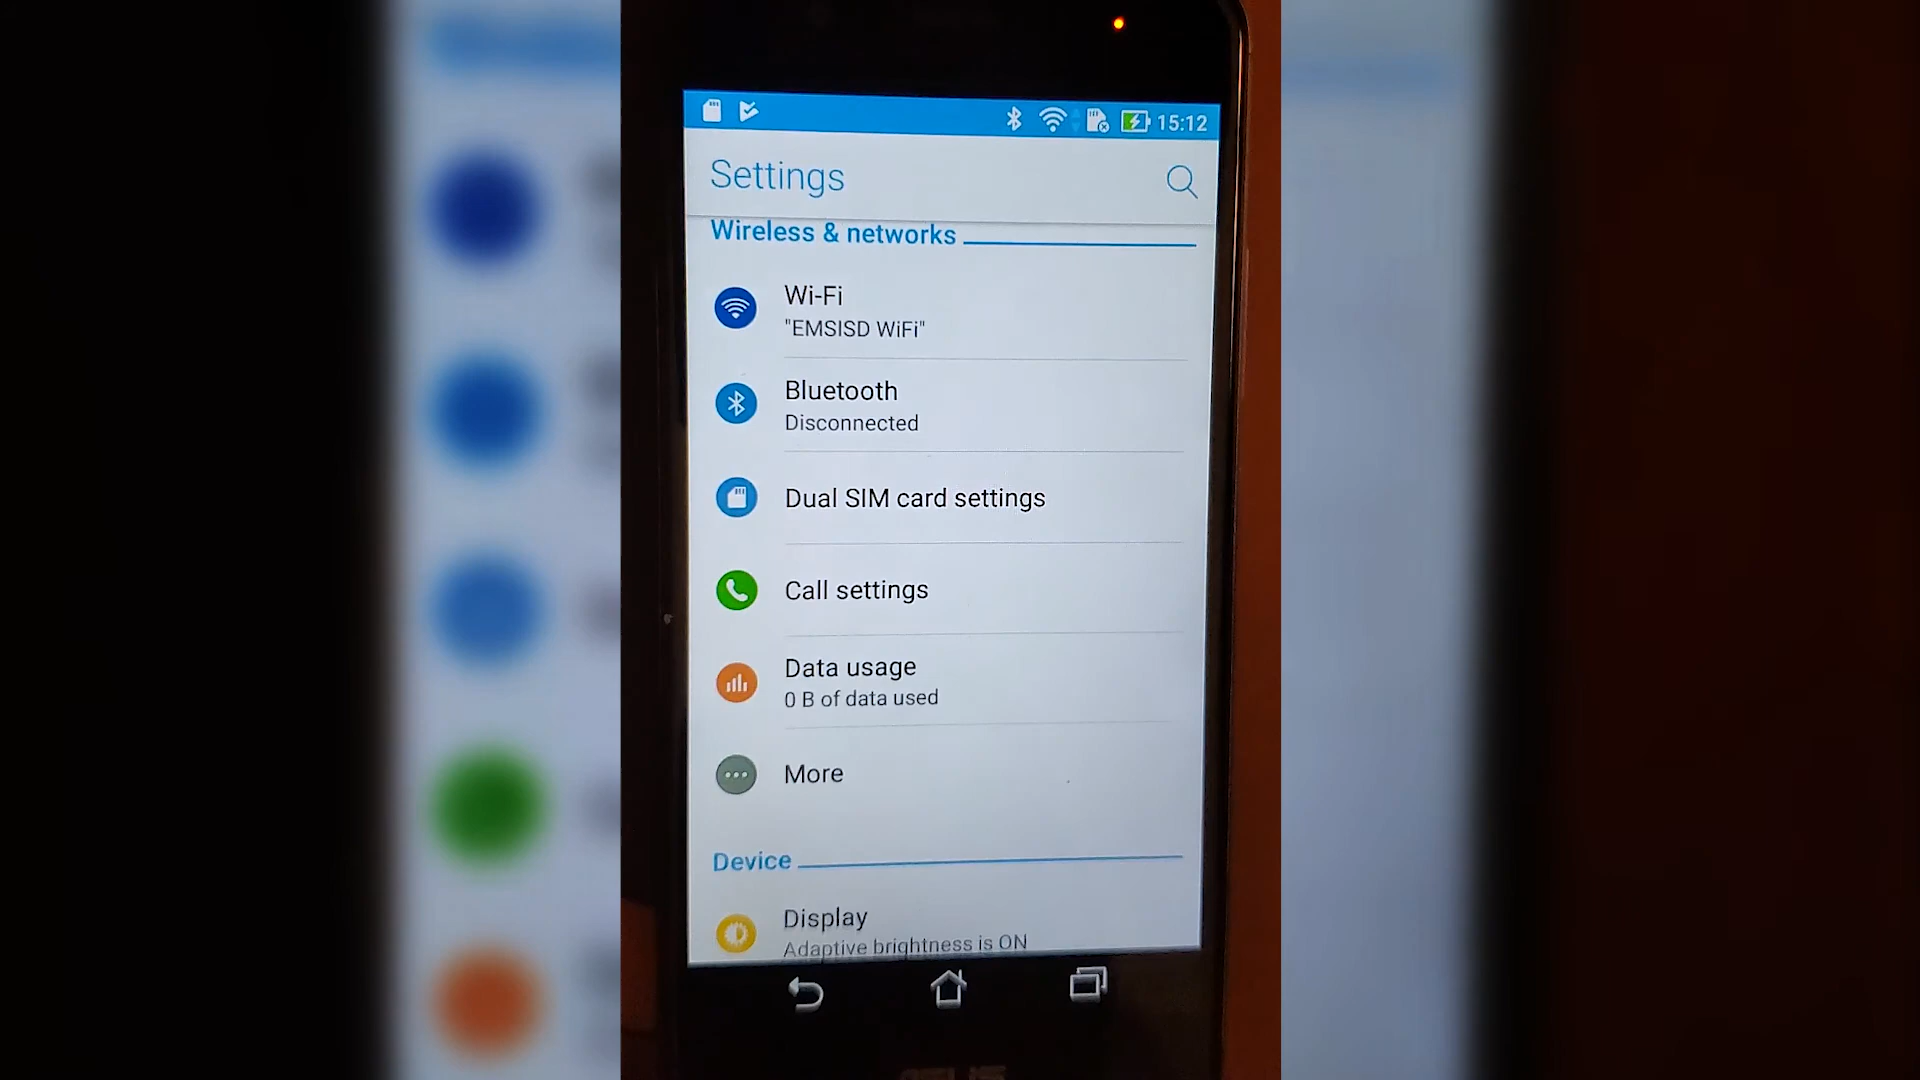 15:12
Settings
Wireless & networks
Wi-Fi
"EMSISD WiFi"
Bluetooth
Disconnected
Dual SIM card settings
Call settings
Data usage
0 B of data used
More
Device
Display
Adaptive brightness is ON